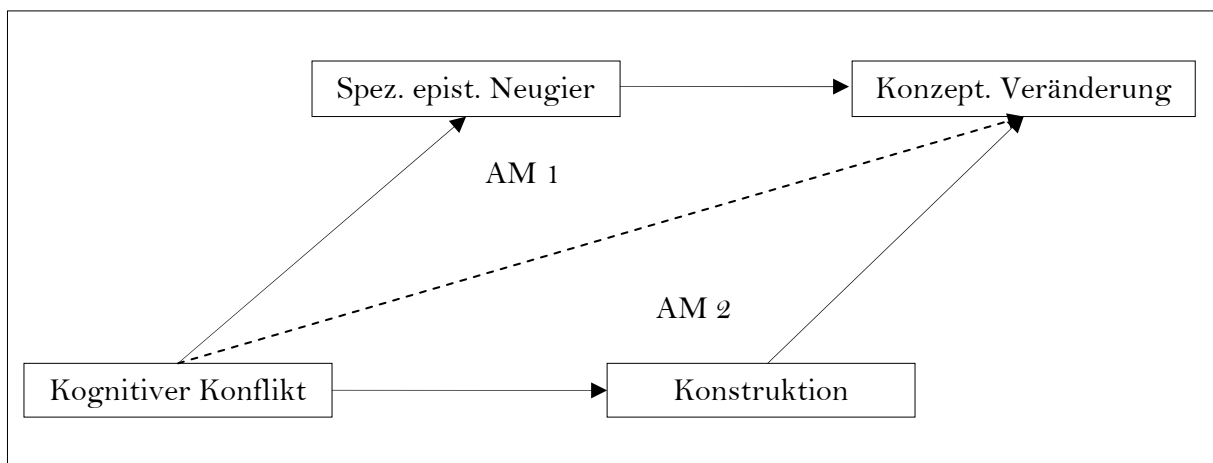 Spez. epist. Neugier
Konzept. Veränderung
AM 1
AM 2
Kognitiver Konflikt
Konstruktion